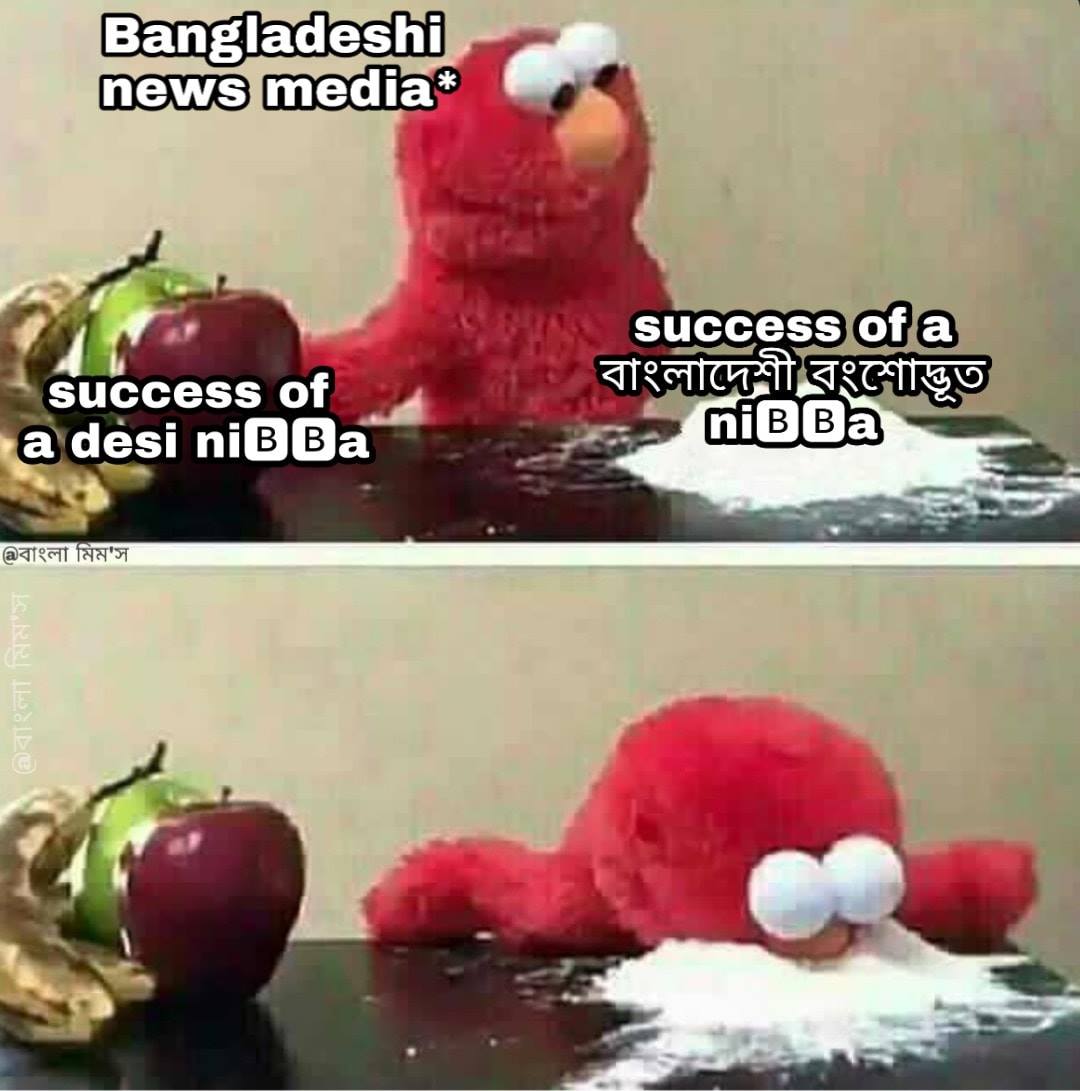 Bangladeshi
news media*
success of a
বাংলাদেশী বংশোদ্ভূত
ni🅱🅱a
success of
a desi ni🅱🅱a
@বাংলা মিম'স
@বাংলা মিম'স